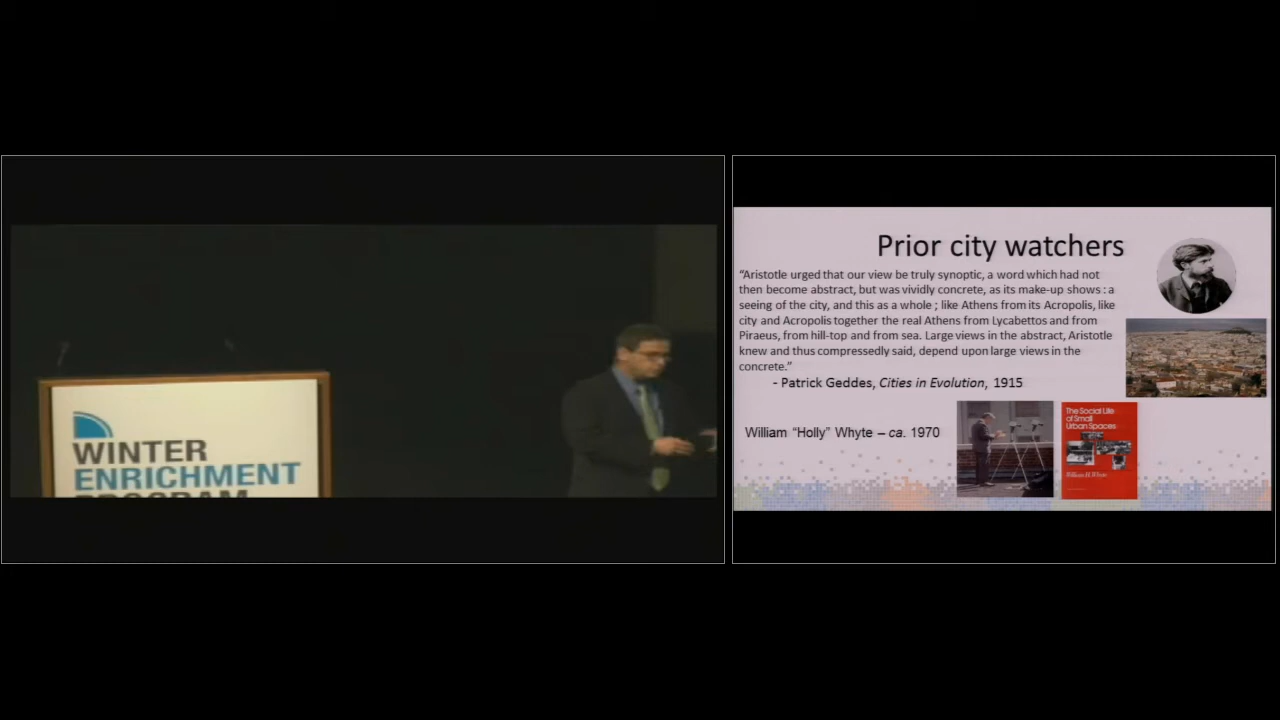 WINTER
ENRICHMENT
PROGRAM
Prior city watchers
“Aristotle urged that our view be truly synoptic, a word which had not
then become abstract, but was vividly concrete, as its make-up shows : a
seeing of the city, and this as a whole ; like Athens from its Acropolis, like
city and Acropolis together the real Athens from Lycabettos and from
Piraeus, from hill-top and from sea. Large views in the abstract, Aristotle
knew and thus compressedly said, depend upon large views in the
concrete.”
- Patrick Geddes, Cities in Evolution, 1915
William “Holly” Whyte – ca. 1970
The Social Life
of Small
Urban Spaces
William H. Whyte